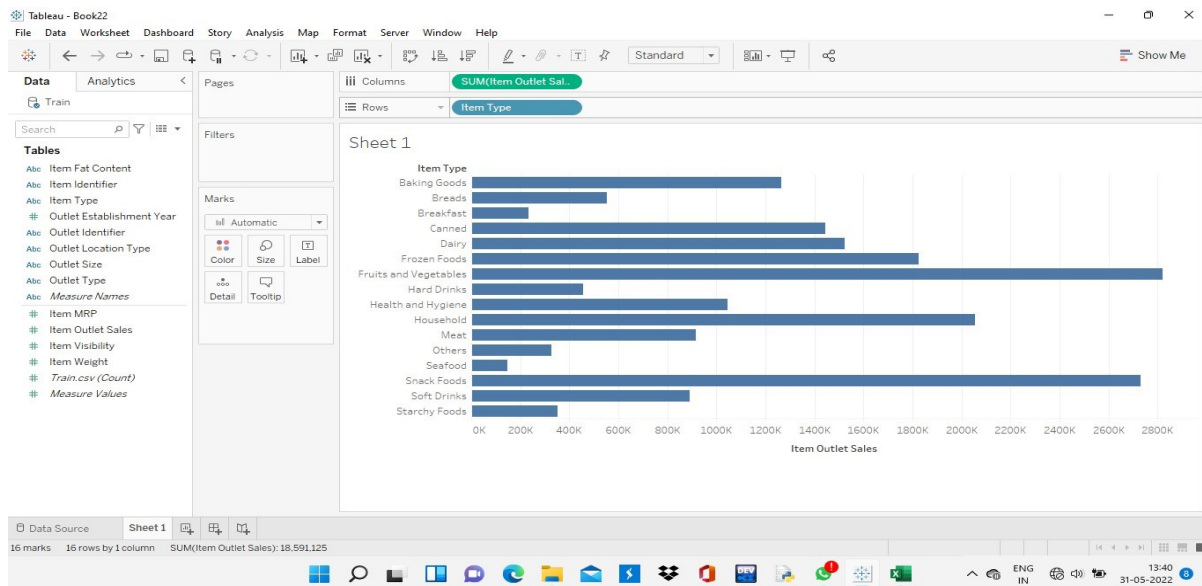 Tableau - Book22
File Data Worksheet Dashboard Story Analysis Map Format Server Window Help
Standard
Show Me
Data Analytics
Train
Search
Tables
Abc Item Fat Content
Abc Item Identifier
Abc Item Type
# Outlet Establishment Year
Abc Outlet Identifier
Abc Outlet Location Type
Abc Outlet Size
Abc Outlet Type
Abc Measure Names
# Item MRP
# Item Outlet Sales
# Item Visibility
# Item Weight
# Train.csv (Count)
# Measure Values
Pages
Filters
Marks
Automatic
Color Size Label
Detail Tooltip
Columns SUM(Item Outlet Sal..
Rows Item Type
Sheet 1
Item Type
Baking Goods
Breads
Breakfast
Canned
Dairy
Frozen Foods
Fruits and Vegetables
Hard Drinks
Health and Hygiene
Household
Meat
Others
Seafood
Snack Foods
Soft Drinks
Starchy Foods
0K 200K 400K 600K 800K 1000K 1200K 1400K 1600K 1800K 2000K 2200K 2400K 2600K 2800K
Item Outlet Sales
Data Source Sheet 1
16 marks 16 rows by 1 column SUM(Item Outlet Sales): 18,591,125
DEV
ENG
IN
13:40
31-05-2022
8